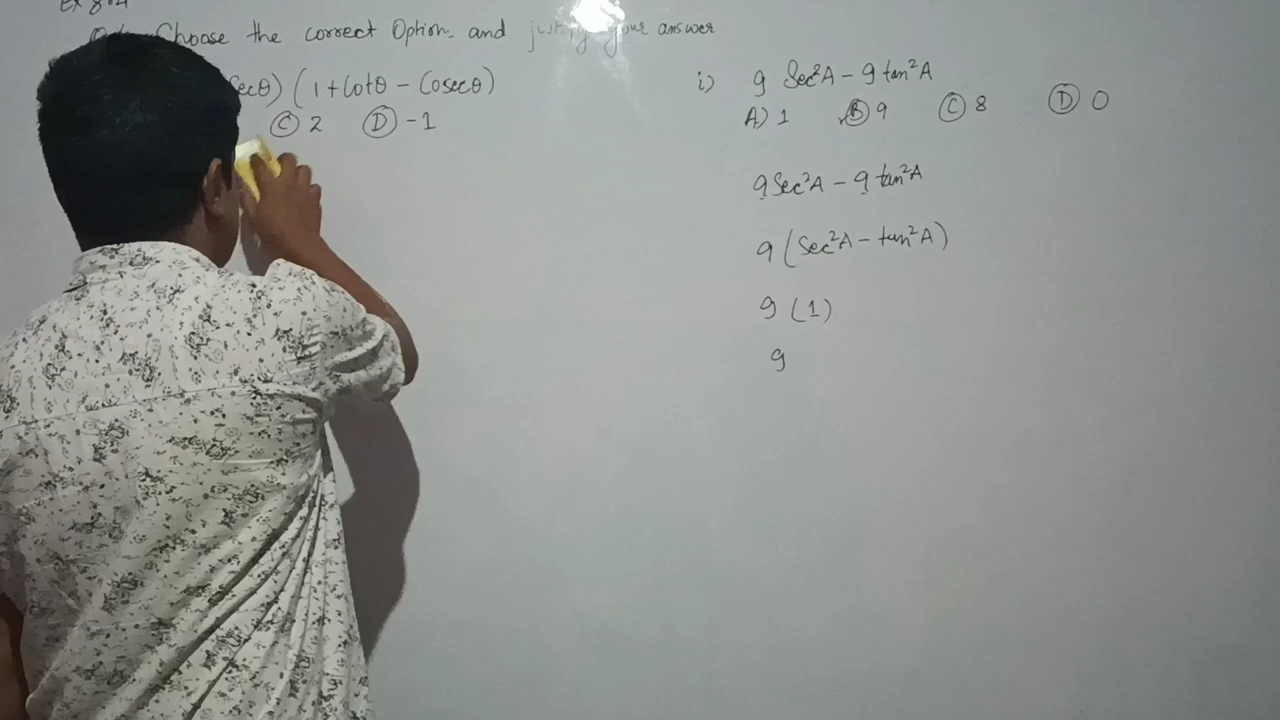 Ex 8.4
Choose the correct Option and justify your answer
secθ) (1 + Cotθ - Cosecθ)
Ⓒ 2 Ⓓ -1
i) 9 Sec²A - 9 tan²A
A) 1 Ⓑ 9 Ⓒ 8 Ⓓ 0
9 Sec²A - 9 tan²A
9 (Sec²A - tan²A)
9 (1)
9